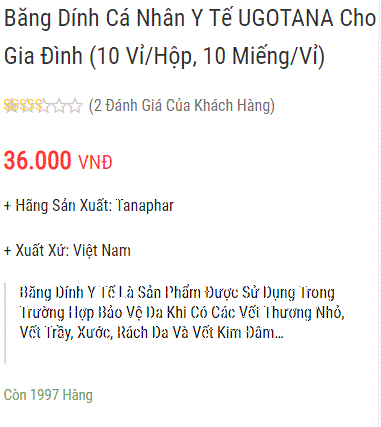 Băng Dính Cá Nhân Y Tế UGOTANA Cho
Gia Đình (10 Vỉ/Hộp, 10 Miếng/Vỉ)
(2 Đánh Giá Của Khách Hàng)
36.000 VNĐ
+ Hãng Sản Xuất: Tanaphar
+ Xuất Xứ: Việt Nam
Băng Dính Y Tế Là Sản Phẩm Được Sử Dụng Trong
Trường Hợp Bảo Vệ Da Khi Có Các Vết Thương Nhỏ,
Vết Trầy, Xước, Rách Da Và Vết Kim Đâm...
Còn 1997 Hàng